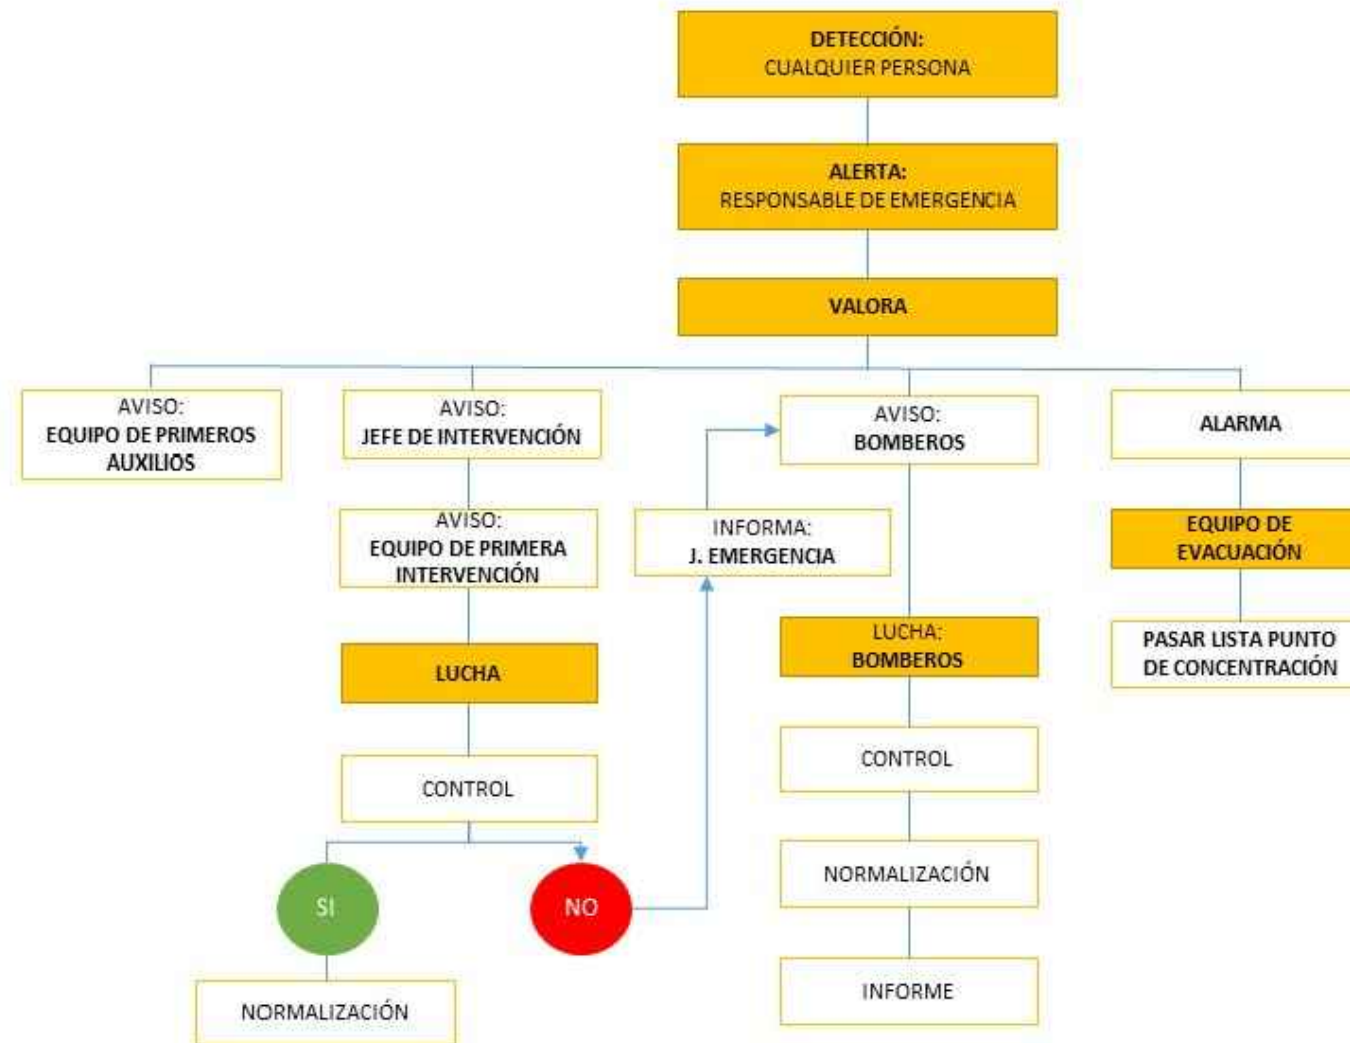 DETECCIÓN:
CUALQUIER PERSONA
ALERTA:
RESPONSABLE DE EMERGENCIA
VALORA
AVISO:
EQUIPO DE PRIMEROS
AUXILIOS
AVISO:
JEFE DE INTERVENCIÓN
AVISO:
BOMBEROS
ALARMA
AVISO:
EQUIPO DE PRIMERA
INTERVENCIÓN
INFORMA:
J. EMERGENCIA
EQUIPO DE
EVACUACIÓN
LUCHA
LUCHA:
BOMBEROS
PASAR LISTA PUNTO
DE CONCENTRACIÓN
CONTROL
CONTROL
SI
NO
NORMALIZACIÓN
NORMALIZACIÓN
INFORME